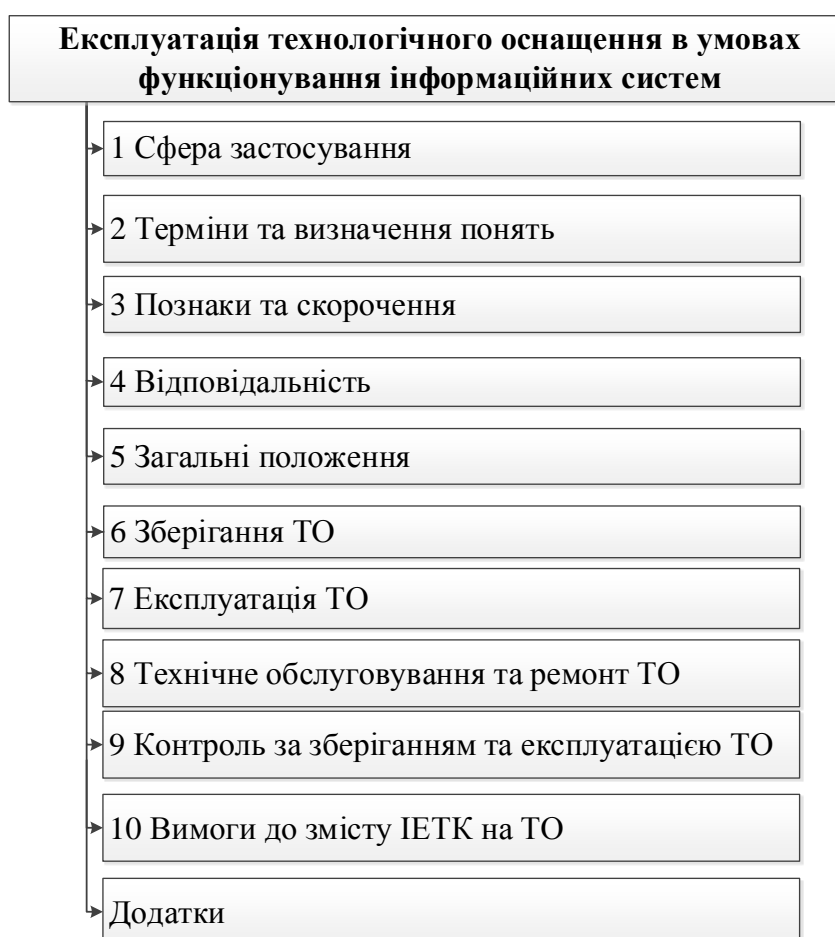 Експлуатація технологічного оснащення в умовах
функціонування інформаційних систем
1 Сфера застосування
2 Терміни та визначення понять
3 Познаки та скорочення
4 Відповідальність
5 Загальні положення
6 Зберігання ТО
7 Експлуатація ТО
8 Технічне обслуговування та ремонт ТО
9 Контроль за зберіганням та експлуатацією ТО
10 Вимоги до змісту ІЕТК на ТО
Додатки